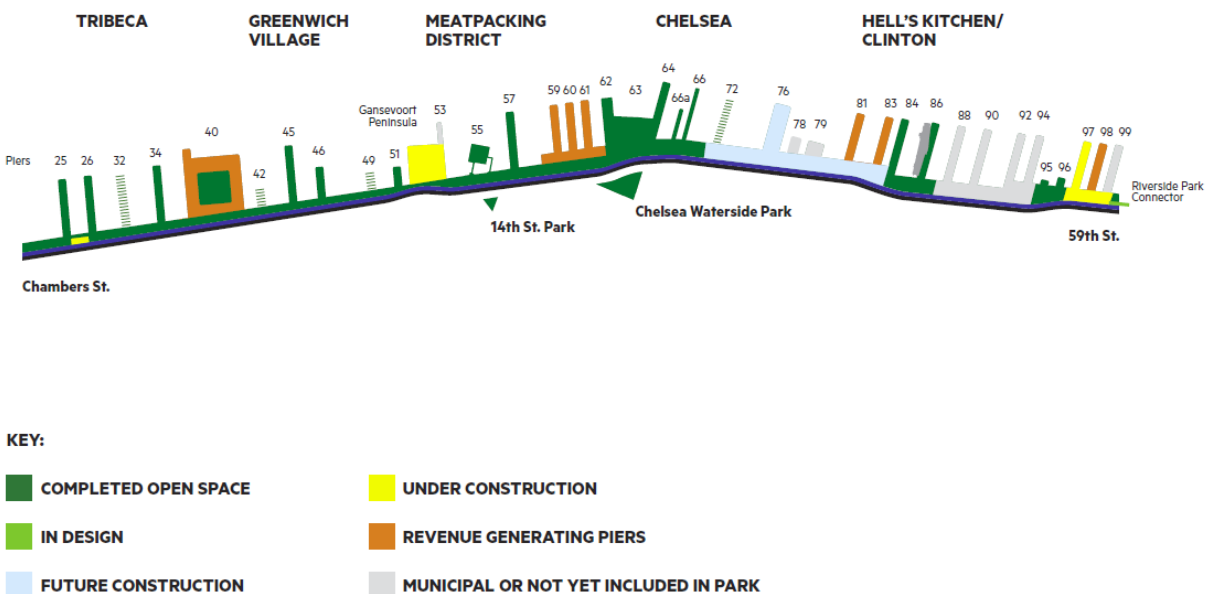 TRIBECA
GREENWICH
VILLAGE
MEATPACKING
DISTRICT
CHELSEA
HELL'S KITCHEN/
CLINTON
Piers
25
26
32
34
40
42
45
46
49
51
Gansevoort
Peninsula
53
55
57
59
60
61
62
63
64
66a
66
72
76
78
79
81
83
84
86
88
90
92
94
95
96
97
98
99
Riverside Park
Connector
14th St. Park
Chelsea Waterside Park
59th St.
Chambers St.
KEY:
COMPLETED OPEN SPACE
UNDER CONSTRUCTION
IN DESIGN
REVENUE GENERATING PIERS
FUTURE CONSTRUCTION
MUNICIPAL OR NOT YET INCLUDED IN PARK